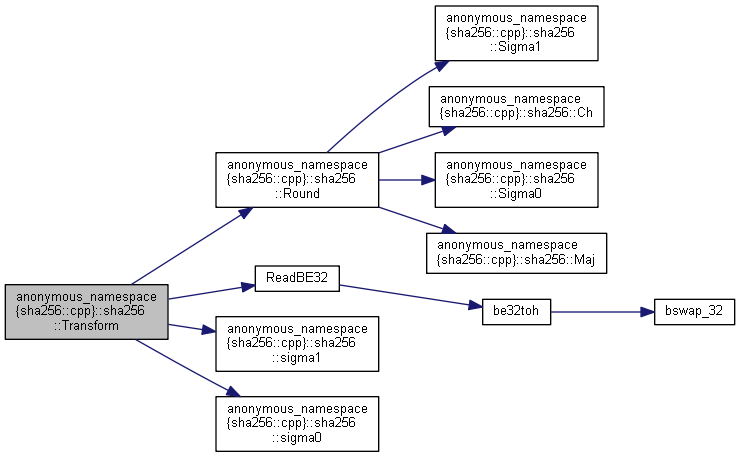 anonymous_namespace
{sha256::cpp}::sha256
::Sigma1
anonymous_namespace
{sha256::cpp}::sha256::Ch
anonymous_namespace
{sha256::cpp}::sha256
::Round
anonymous_namespace
{sha256::cpp}::sha256
::Sigma0
anonymous_namespace
{sha256::cpp}::sha256::Maj
ReadBE32
anonymous_namespace
{sha256::cpp}::sha256
::Transform
be32toh
bswap_32
anonymous_namespace
{sha256::cpp}::sha256
::sigma1
anonymous_namespace
{sha256::cpp}::sha256
::sigma0